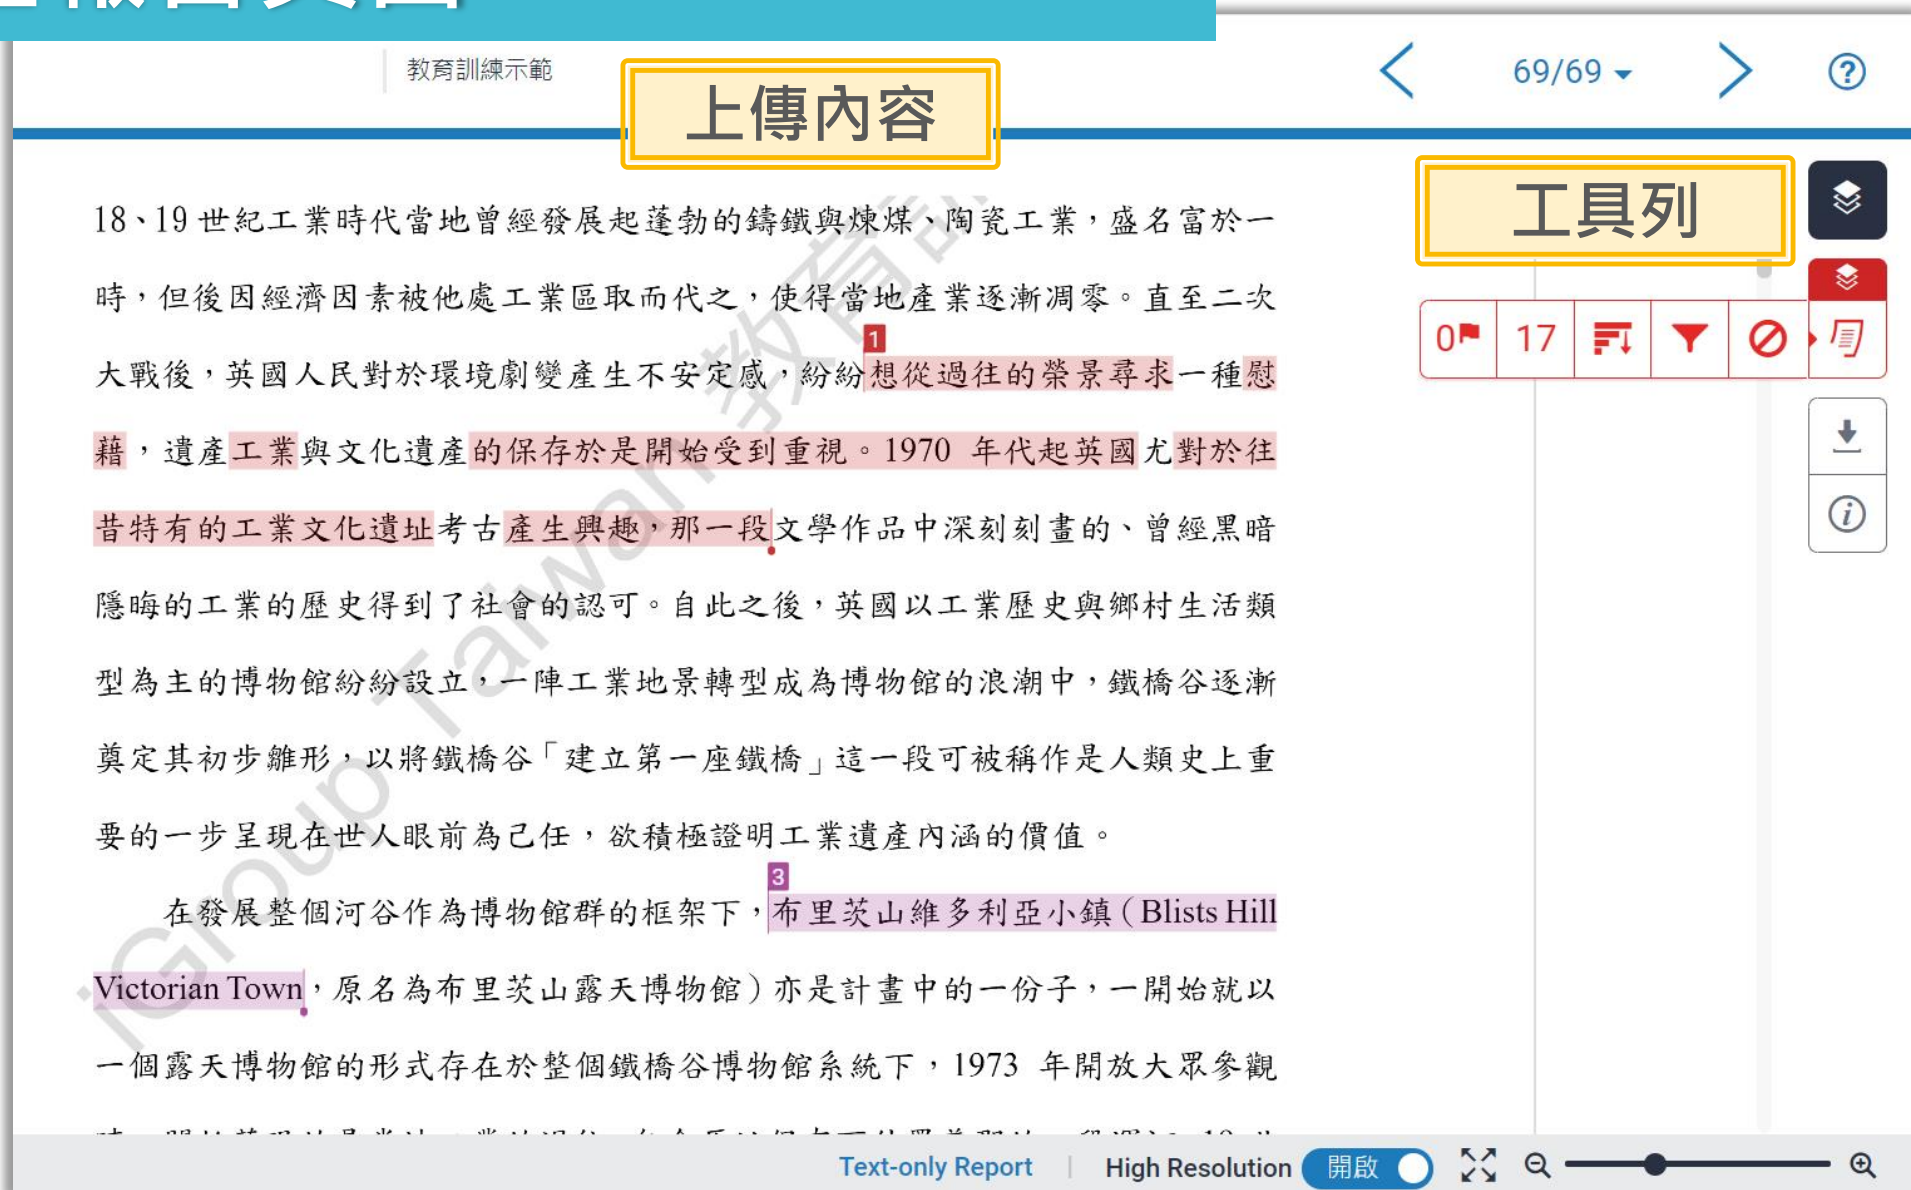 報告頁面
教育訓練示範
上傳內容
69/69
工具列
18、19 世紀工業時代當地曾經發展起蓬勃的鑄鐵與煉煤、陶瓷工業，盛名富於一
時，但後因經濟因素被他處工業區取而代之，使得當地產業逐漸凋零。直至二次
1
大戰後，英國人民對於環境劇變產生不安定感，紛紛想從過往的榮景尋求一種慰
藉，遺產工業與文化遺產的保存於是開始受到重視。1970 年代起英國尤對於往
昔特有的工業文化遺址考古產生興趣，那一段文學作品中深刻刻畫的、曾經黑暗
隱晦的工業的歷史得到了社會的認可。自此之後，英國以工業歷史與鄉村生活類
型為主的博物館紛紛設立，一陣工業地景轉型成為博物館的浪潮中，鐵橋谷逐漸
奠定其初步雛形，以將鐵橋谷「建立第一座鐵橋」這一段可被稱作是人類史上重
要的一步呈現在世人眼前為己任，欲積極證明工業遺產內涵的價值。
3
在發展整個河谷作為博物館群的框架下，布里茨山維多利亞小鎮（Blists Hill
Victorian Town，原名為布里茨山露天博物館）亦是計畫中的一份子，一開始就以
一個露天博物館的形式存在於整個鐵橋谷博物館系統下，1973 年開放大眾參觀
iGroup Taiwan 教育訓
0 17
Text-only Report | High Resolution 開啟